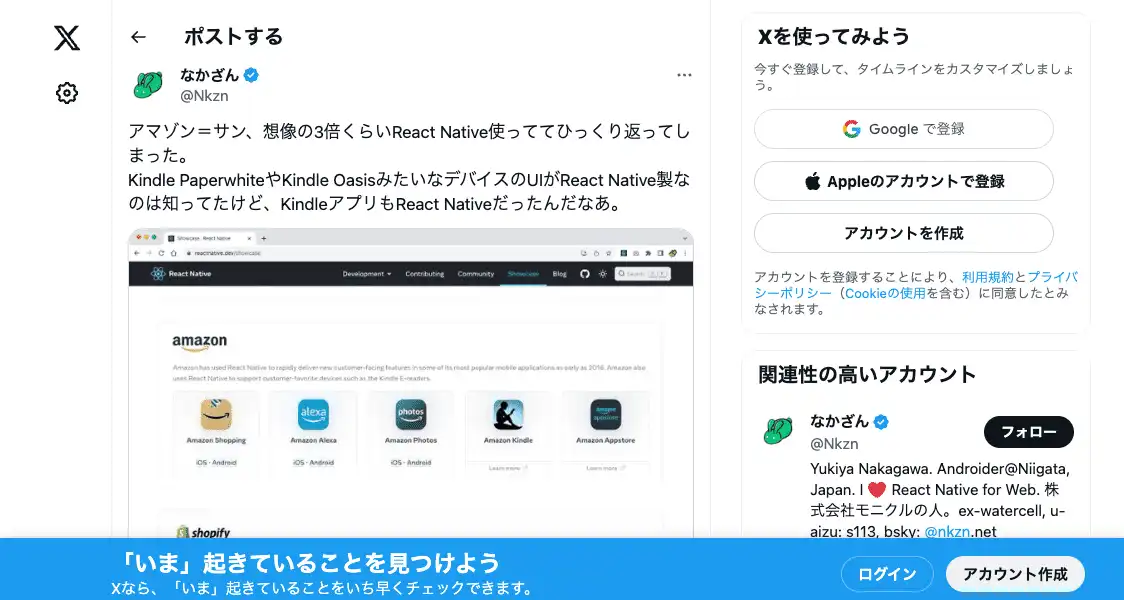 ポストする
なかざん
@Nkzn
アマゾン＝サン、想像の3倍くらいReact Native使っててひっくり返ってし
まった。
Kindle PaperwhiteやKindle OasisみたいなデバイスのUIがReact Native製な
のは知ってたけど、KindleアプリもReact Nativeだったんだなあ。
Showcase · React Native
reactnative.dev/showcase
React Native Development Contributing Community Showcase Blog Search
amazon
Amazon has used React Native to rapidly deliver new customer-facing features in some of its most popular mobile applications as early as 2016. Amazon also
uses React Native to support customer-favorite devices such as the Kindle E-readers.
alexa photos amazon appstore
Amazon Shopping Amazon Alexa Amazon Photos Amazon Kindle Amazon Appstore
iOS · Android iOS · Android iOS · Android Learn more Learn more
shopify
Xを使ってみよう
今すぐ登録して、タイムラインをカスタマイズしましょ
う。
Google で登録
Appleのアカウントで登録
アカウントを作成
アカウントを登録することにより、利用規約とプライバ
シーポリシー（Cookieの使用を含む）に同意したとみ
なされます。
関連性の高いアカウント
なかざん
@Nkzn
フォロー
Yukiya Nakagawa. Androider@Niigata,
Japan. I ❤️ React Native for Web. 株
式会社モニクルの人。ex-watercell, u-
aizu: s113, bsky: @nkzn.net
「いま」起きていることを見つけよう
Xなら、「いま」起きていることをいち早くチェックできます。
ログイン
アカウント作成